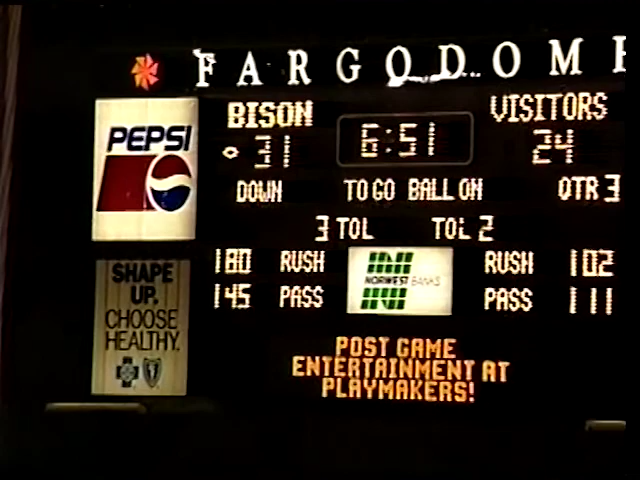 FARGODOME
BISON
VISITORS
31
6:51
24
DOWN
TO GO
BALL ON
QTR 3
3 TOL
TOL 2
180 RUSH
RUSH 102
145 PASS
PASS 111
PEPSI
NORWEST BANKS
SHAPE
UP.
CHOOSE
HEALTHY.
POST GAME
ENTERTAINMENT AT
PLAYMAKERS!